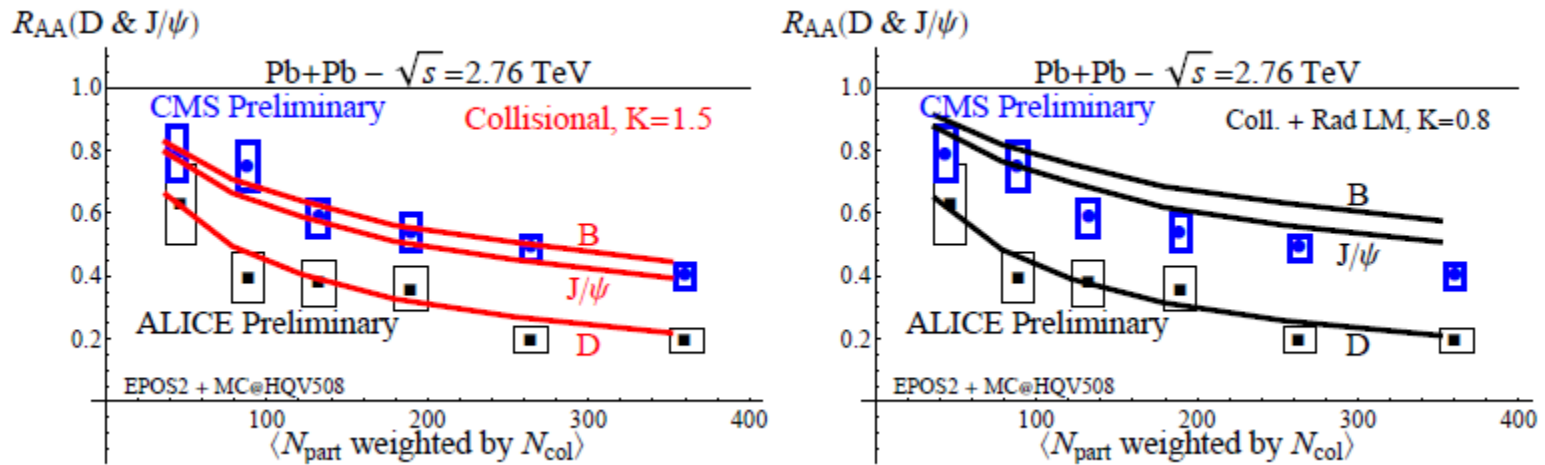 R_AA(D & J/ψ)
Pb+Pb − √s =2.76 TeV
1.0
CMS Preliminary
Collisional, K=1.5
0.8
0.6
B
0.4
J/ψ
ALICE Preliminary
0.2
D
EPOS2 + MC@HQV508
100 200 300 400
⟨N_part weighted by N_col⟩
R_AA(D & J/ψ)
Pb+Pb − √s =2.76 TeV
1.0
CMS Preliminary
Coll. + Rad LM, K=0.8
0.8
0.6
B
J/ψ
0.4
ALICE Preliminary
0.2
D
EPOS2 + MC@HQV508
100 200 300 400
⟨N_part weighted by N_col⟩